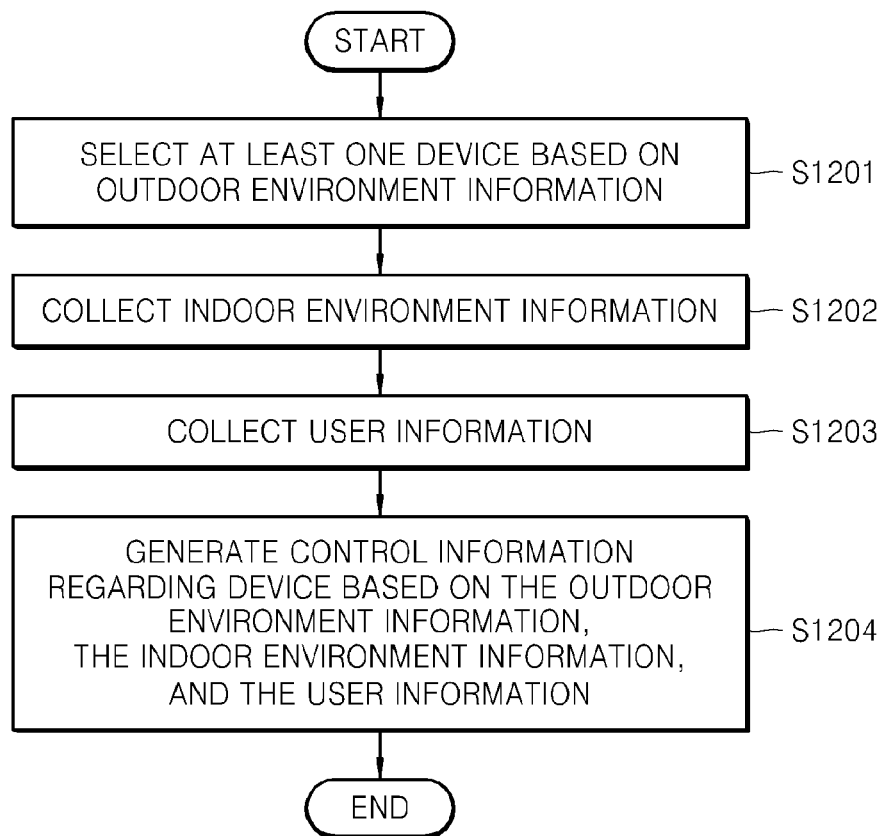 START
SELECT AT LEAST ONE DEVICE BASED ON
OUTDOOR ENVIRONMENT INFORMATION
S1201
COLLECT INDOOR ENVIRONMENT INFORMATION
S1202
COLLECT USER INFORMATION
S1203
GENERATE CONTROL INFORMATION
REGARDING DEVICE BASED ON THE OUTDOOR
ENVIRONMENT INFORMATION,
THE INDOOR ENVIRONMENT INFORMATION,
AND THE USER INFORMATION
S1204
END